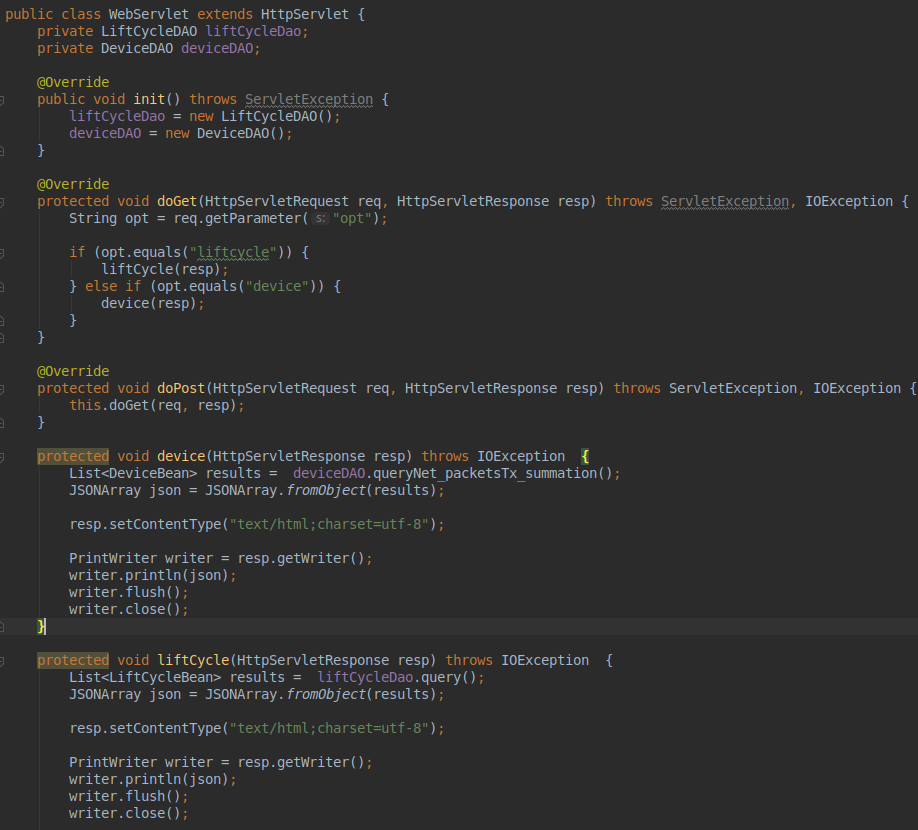 public class WebServlet extends HttpServlet {
private LiftCycleDAO liftCycleDao;
private DeviceDAO deviceDAO;
@Override
public void init() throws ServletException {
liftCycleDao = new LiftCycleDAO();
deviceDAO = new DeviceDAO();
}
@Override
protected void doGet(HttpServletRequest req, HttpServletResponse resp) throws ServletException, IOException {
String opt = req.getParameter( s: "opt");
if (opt.equals("liftcycle")) {
liftCycle(resp);
} else if (opt.equals("device")) {
device(resp);
}
}
@Override
protected void doPost(HttpServletRequest req, HttpServletResponse resp) throws ServletException, IOException {
this.doGet(req, resp);
}
protected void device(HttpServletResponse resp) throws IOException  {
List<DeviceBean> results =  deviceDAO.queryNet_packetsTx_summation();
JSONArray json = JSONArray.fromObject(results);
resp.setContentType("text/html;charset=utf-8");
PrintWriter writer = resp.getWriter();
writer.println(json);
writer.flush();
writer.close();
}
protected void liftCycle(HttpServletResponse resp) throws IOException  {
List<LiftCycleBean> results =  liftCycleDao.query();
JSONArray json = JSONArray.fromObject(results);
resp.setContentType("text/html;charset=utf-8");
PrintWriter writer = resp.getWriter();
writer.println(json);
writer.flush();
writer.close();